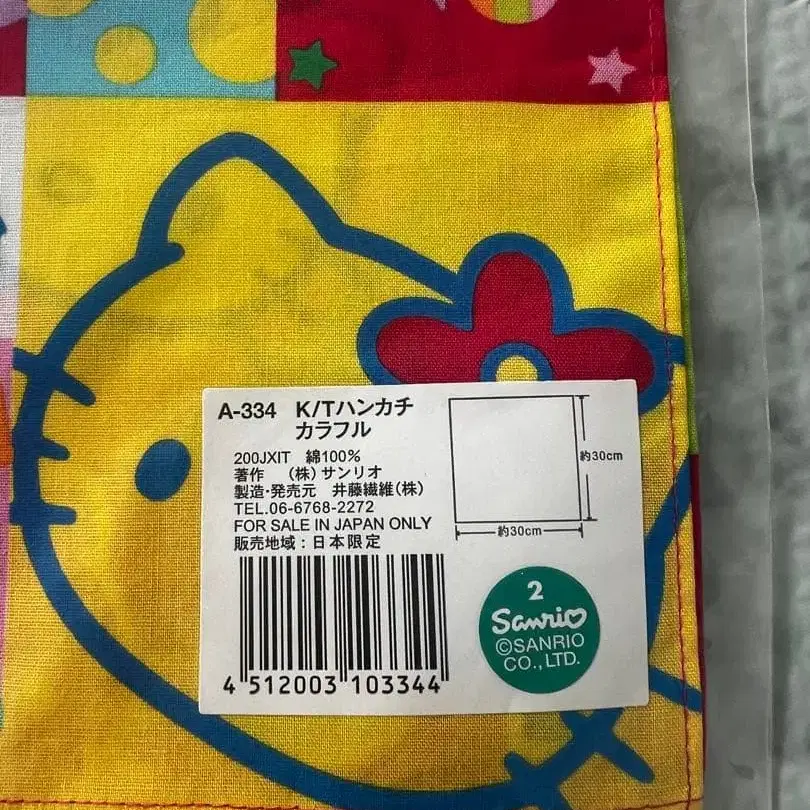 A-334 K/Tハンカチ
カラフル
200JXIT 綿100%
著作 (株)サンリオ
製造・発売元 井藤繊維(株)
TEL.06-6768-2272
FOR SALE IN JAPAN ONLY
販売地域:日本限定
4 512003 103344
約30cm
約30cm
2
Sanrio
©SANRIO
CO.,LTD.